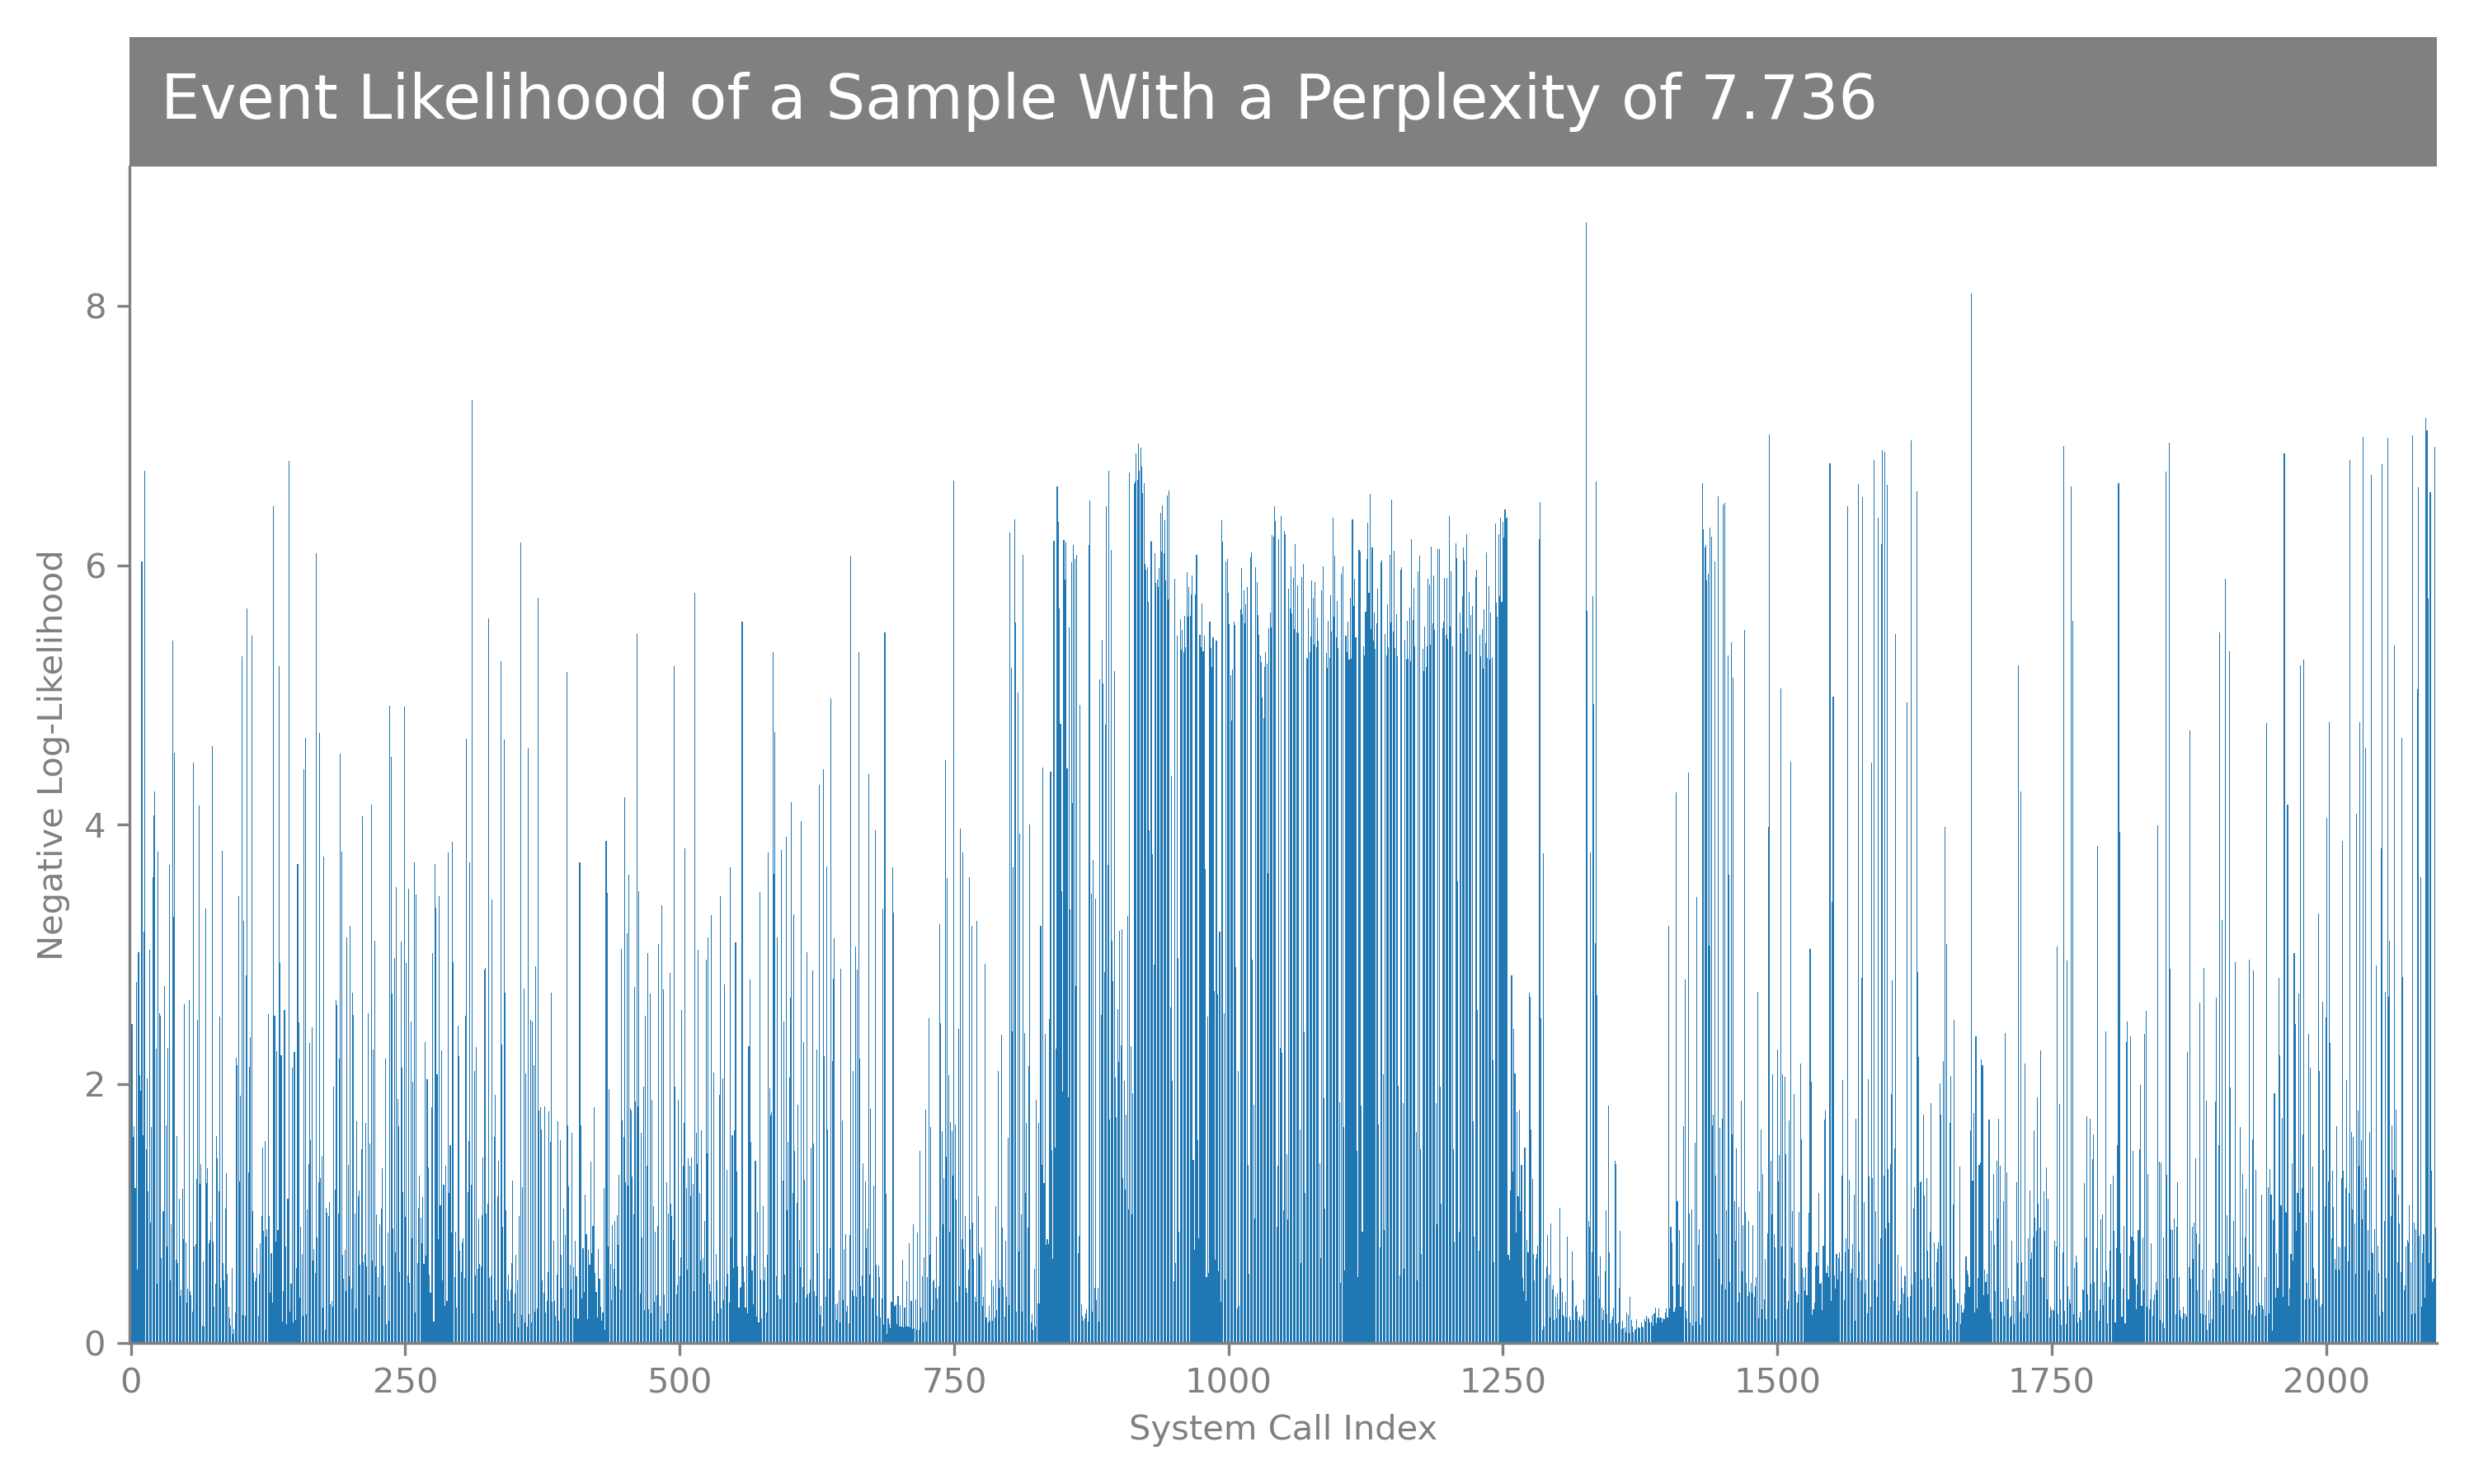 Event Likelihood of a Sample With a Perplexity of 7.736
8
6
4
2
0
Negative Log-Likelihood
0 250 500 750 1000 1250 1500 1750 2000
System Call Index